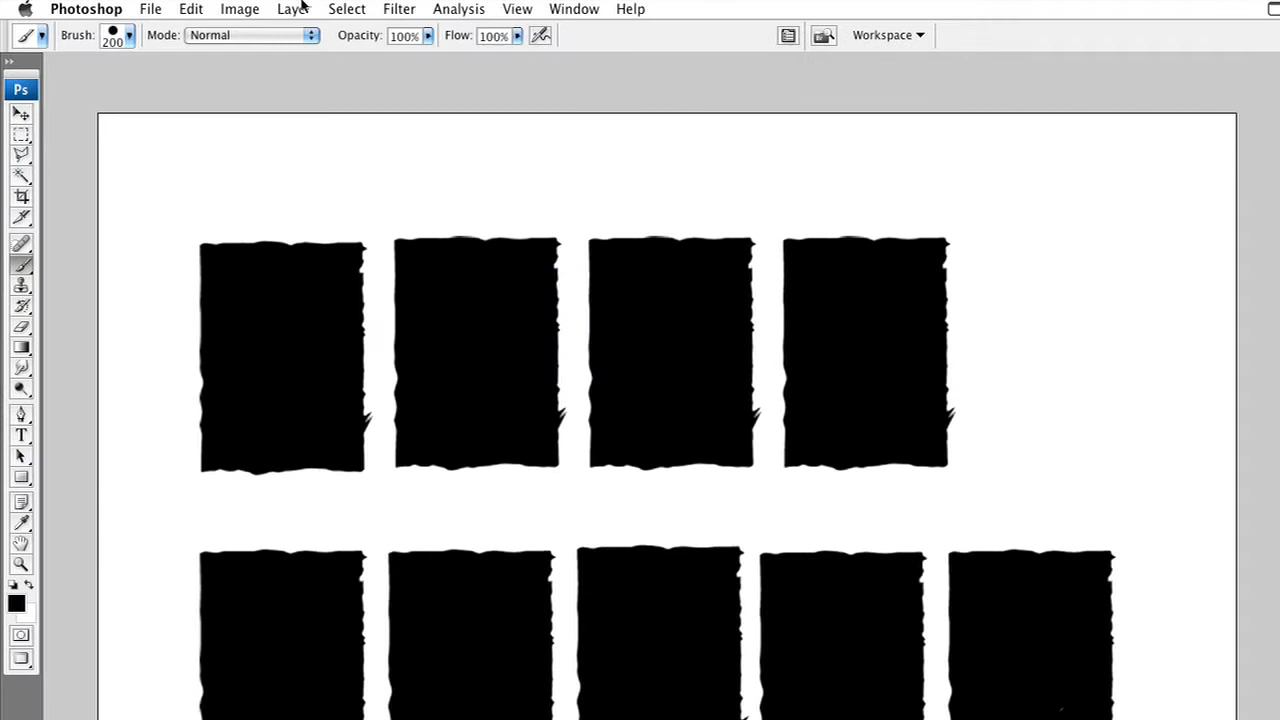 Photoshop File Edit Image Layer Select Filter Analysis View Window Help
Brush: 200 Mode: Normal Opacity: 100% Flow: 100% Workspace
Ps
T